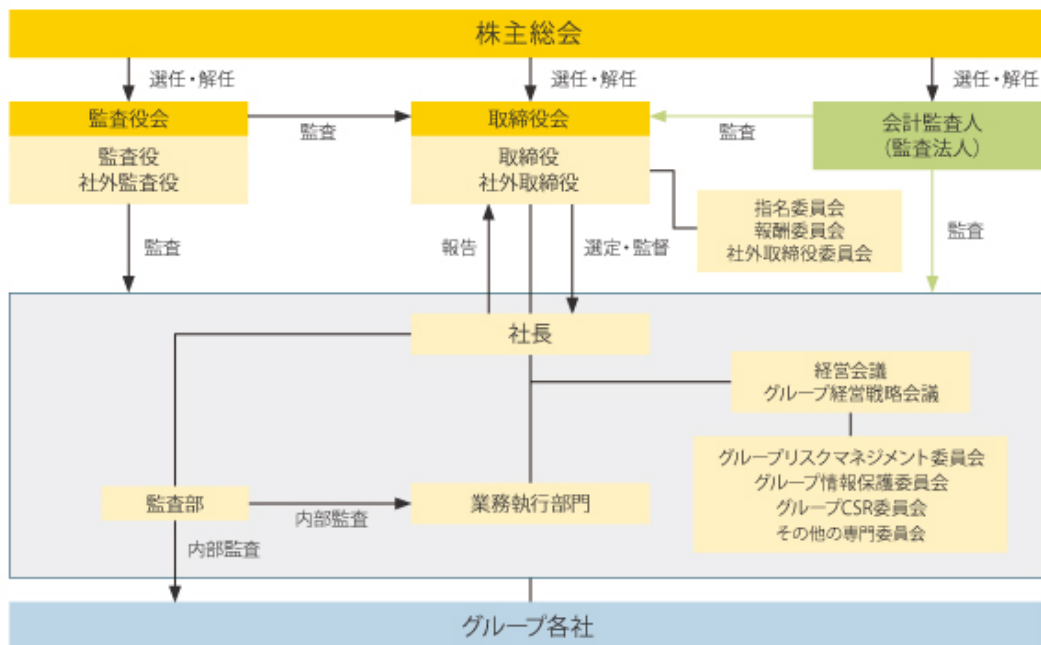 株主総会
選任・解任
選任・解任
選任・解任
監査役会
監査
取締役会
監査
会計監査人
(監査法人)
監査役
社外監査役
取締役
社外取締役
指名委員会
報酬委員会
社外取締役委員会
監査
報告
選定・監督
監査
社長
経営会議
グループ経営戦略会議
グループリスクマネジメント委員会
グループ情報保護委員会
グループCSR委員会
その他の専門委員会
監査部
内部監査
業務執行部門
内部監査
グループ各社